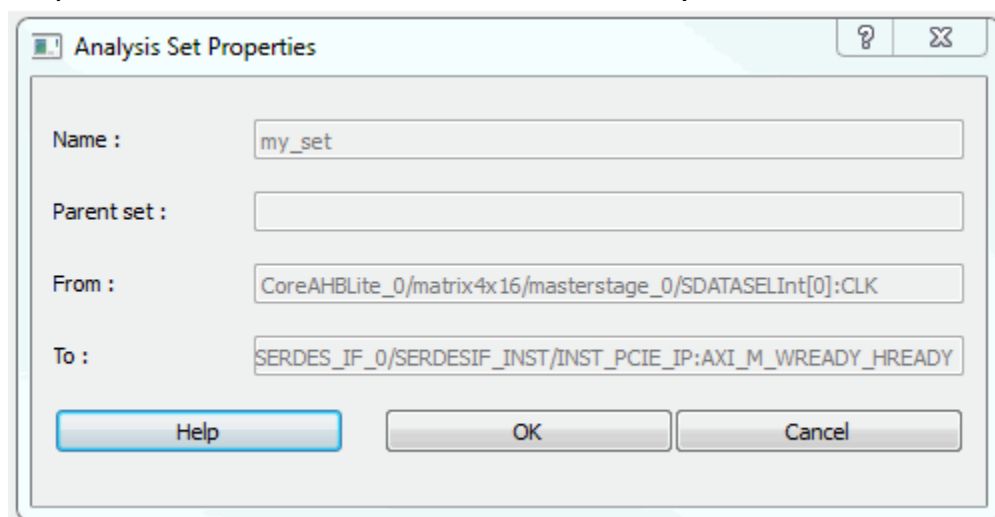 Analysis Set Properties
Name :
my_set
Parent set :
From :
CoreAHBLite_0/matrix4x16/masterstage_0/SDATASELInt[0]:CLK
To :
SERDES_IF_0/SERDESIF_INST/INST_PCIE_IP:AXI_M_WREADY_HREADY
Help OK Cancel